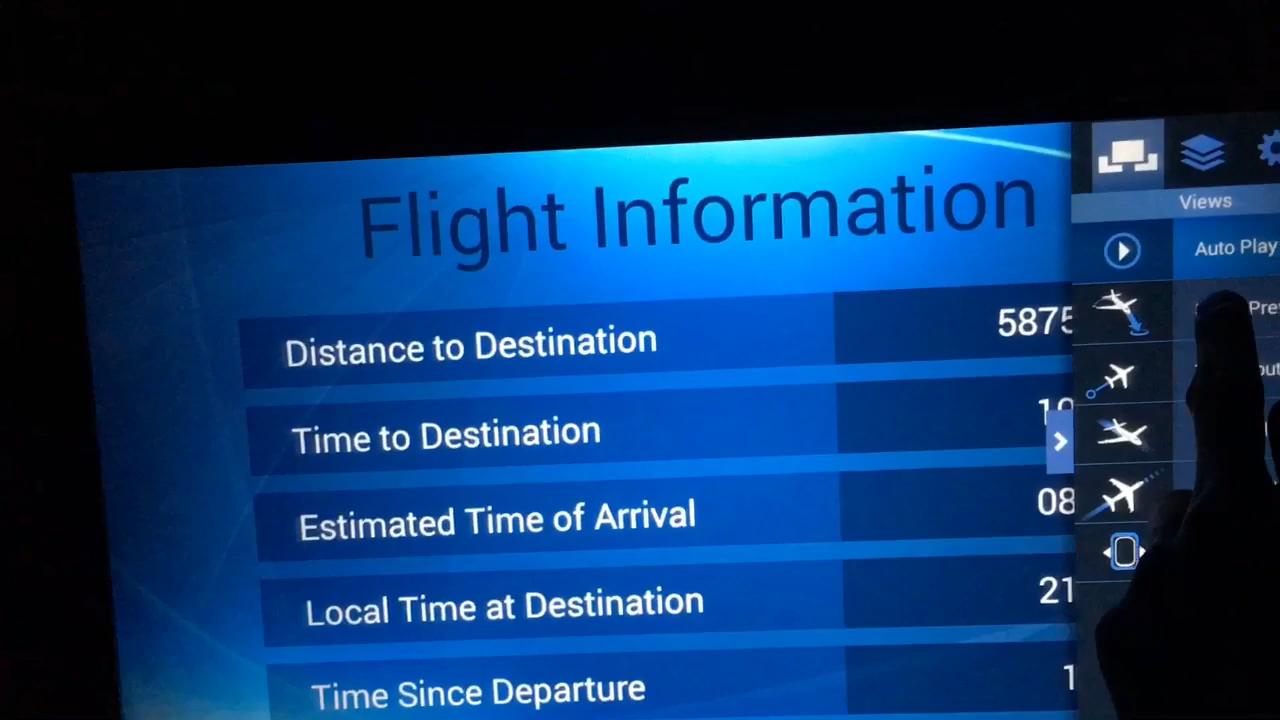 Flight Information
Views
Auto Play
Distance to Destination 5875
Time to Destination
Estimated Time of Arrival 08
Local Time at Destination 21
Time Since Departure 1